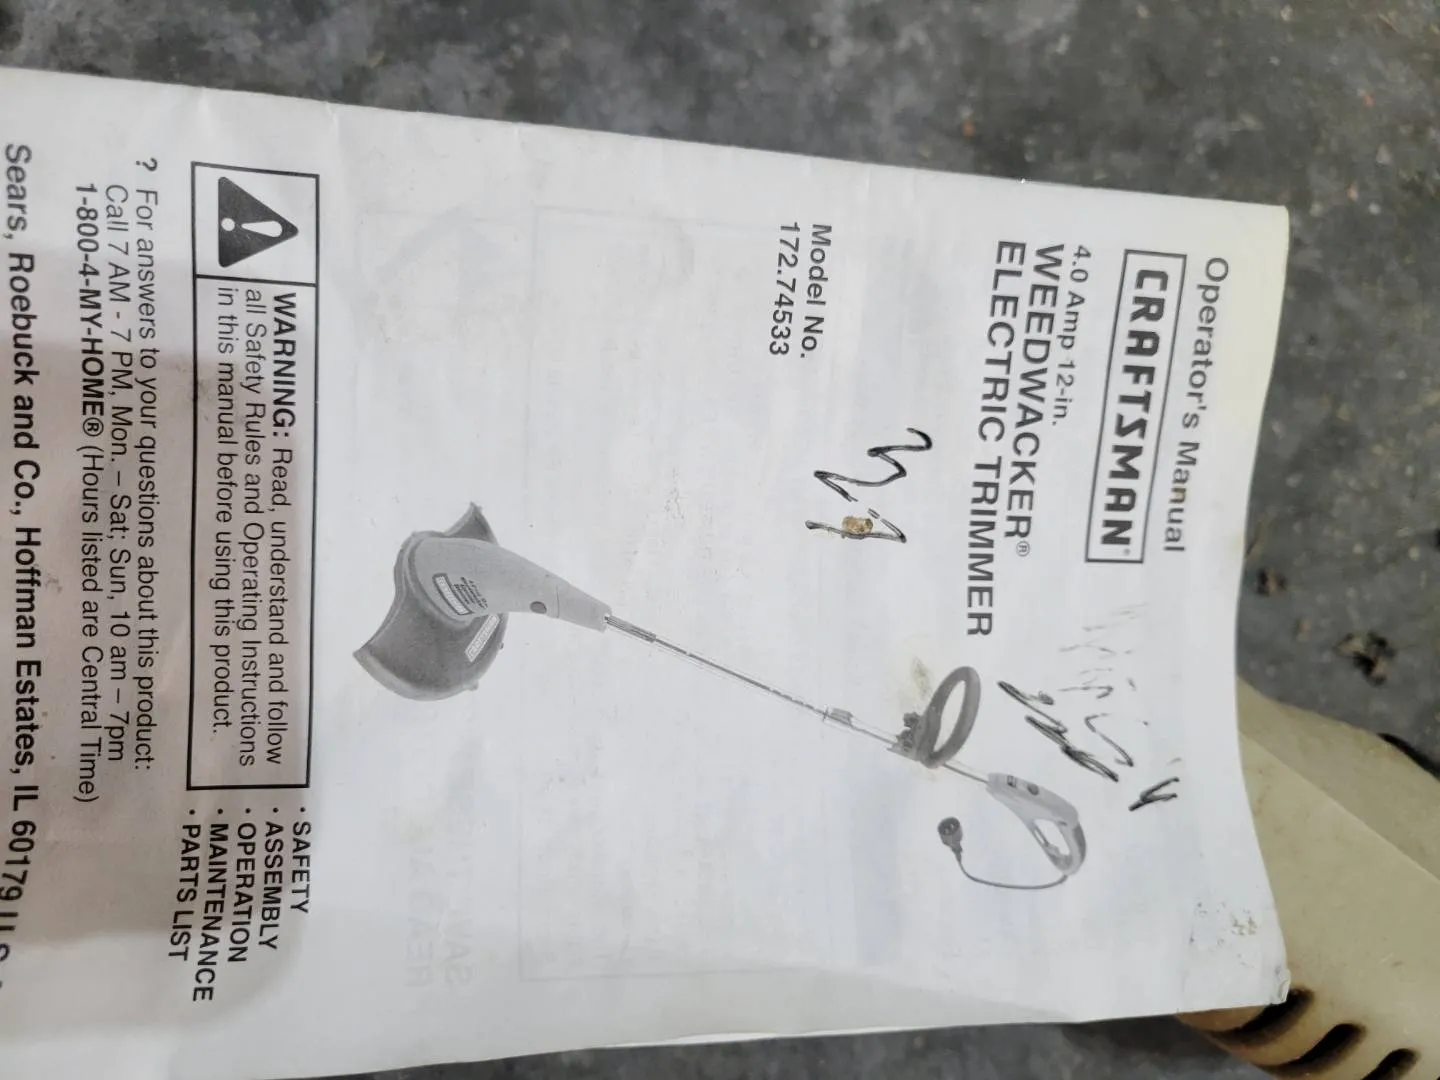 Operator's Manual
CRAFTSMAN®
4.0 Amp 12-in.
WEEDWACKER®
ELECTRIC TRIMMER
Model No.
172.74533
WARNING: Read, understand and follow
all Safety Rules and Operating Instructions
in this manual before using this product.
• SAFETY
• ASSEMBLY
• OPERATION
• MAINTENANCE
• PARTS LIST
? For answers to your questions about this product:
Call 7 AM - 7 PM, Mon. – Sat; Sun, 10 am – 7pm
1-800-4-MY-HOME® (Hours listed are Central Time)
Sears, Roebuck and Co., Hoffman Estates, IL 60179